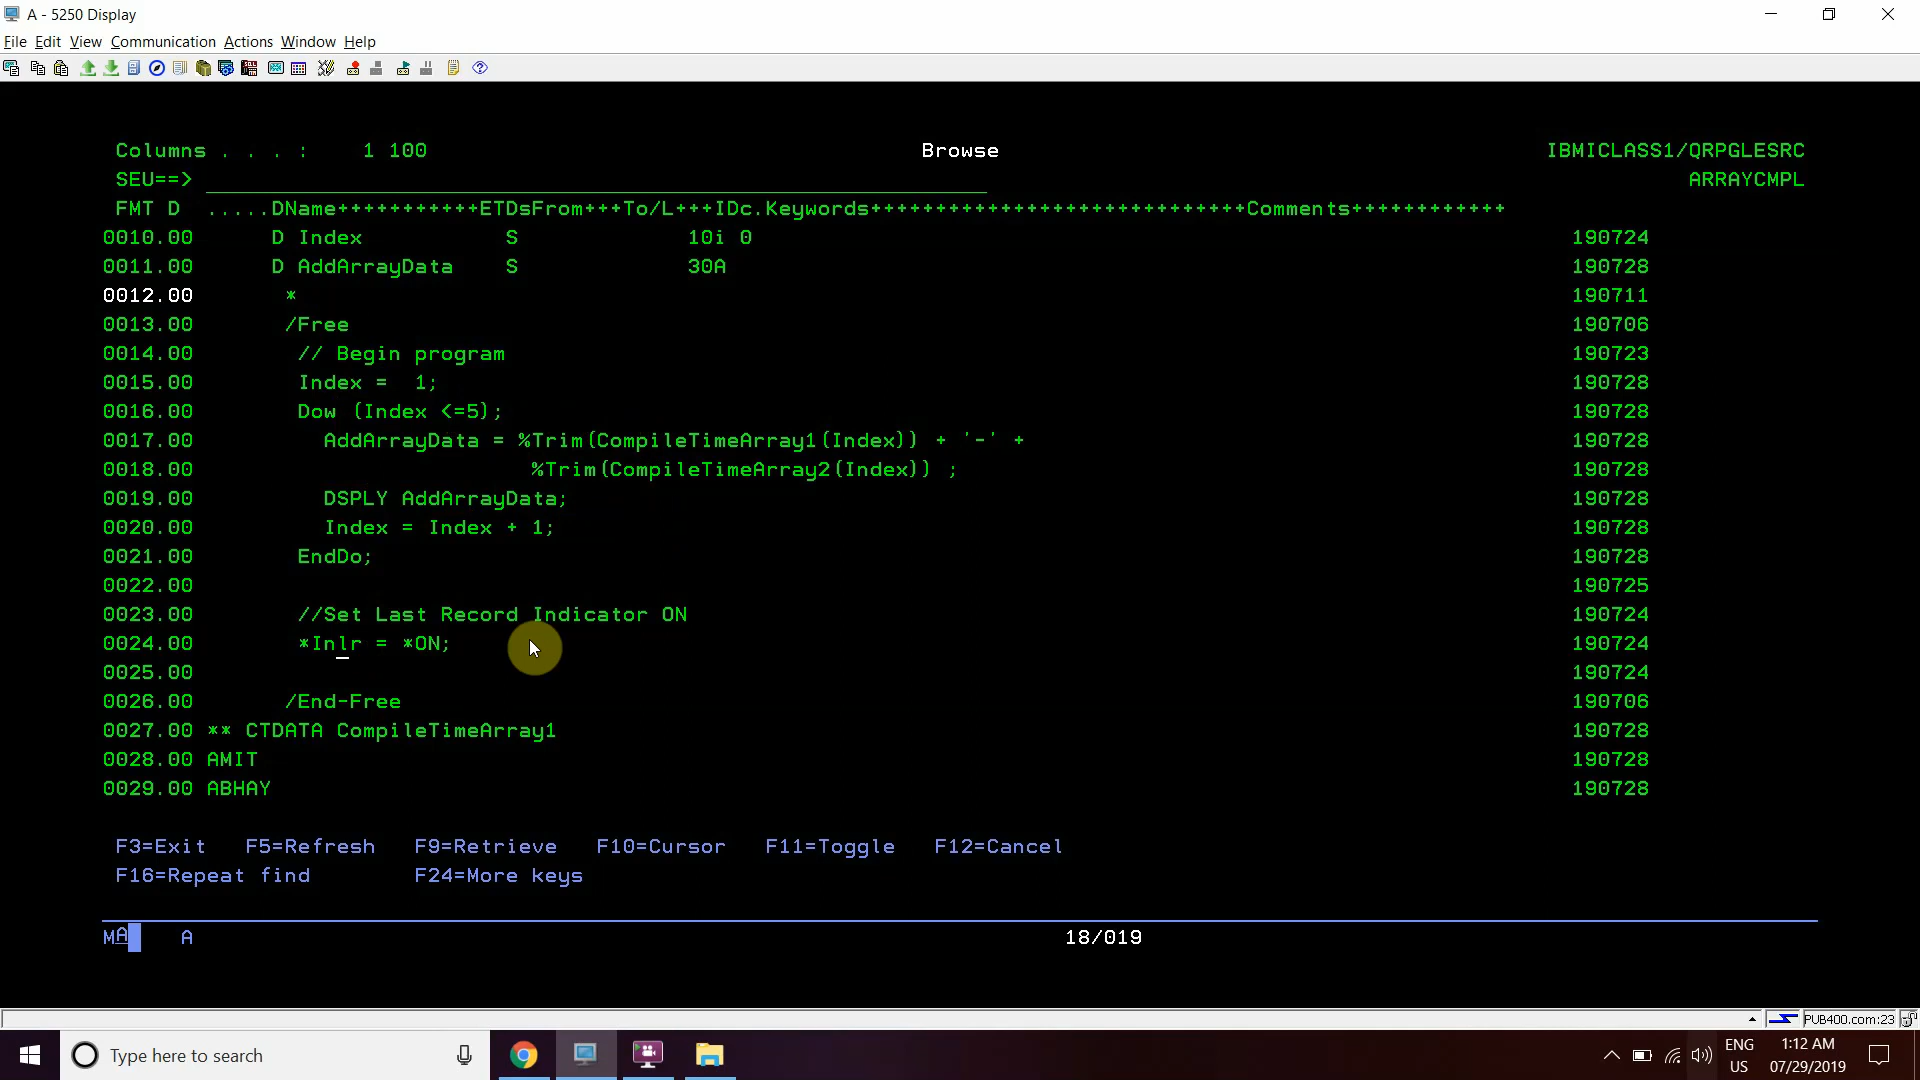 A - 5250 Display
File Edit View Communication Actions Window Help
Columns . . . : 1 100 Browse IBMICLASS1/QRPGLESRC
SEU==> ARRAYCMPL
FMT D .....DName+++++++++++ETDsFrom+++To/L+++IDc.Keywords+++++++++++++++++++++++++++++Comments++++++++++++
0010.00 D Index S 10i 0 190724
0011.00 D AddArrayData S 30A 190728
0012.00 * 190711
0013.00 /Free 190706
0014.00 // Begin program 190723
0015.00 Index = 1; 190728
0016.00 Dow (Index <=5); 190728
0017.00 AddArrayData = %Trim(CompileTimeArray1(Index)) + '-' + 190728
0018.00 %Trim(CompileTimeArray2(Index)) ; 190728
0019.00 DSPLY AddArrayData; 190728
0020.00 Index = Index + 1; 190728
0021.00 EndDo; 190728
0022.00 190725
0023.00 //Set Last Record Indicator ON 190724
0024.00 *Inlr = *ON; 190724
0025.00 190724
0026.00 /End-Free 190706
0027.00 ** CTDATA CompileTimeArray1 190728
0028.00 AMIT 190728
0029.00 ABHAY 190728
F3=Exit F5=Refresh F9=Retrieve F10=Cursor F11=Toggle F12=Cancel
F16=Repeat find F24=More keys
MA A 18/019
PUB400.com:23
Type here to search
ENG
US
1:12 AM
07/29/2019